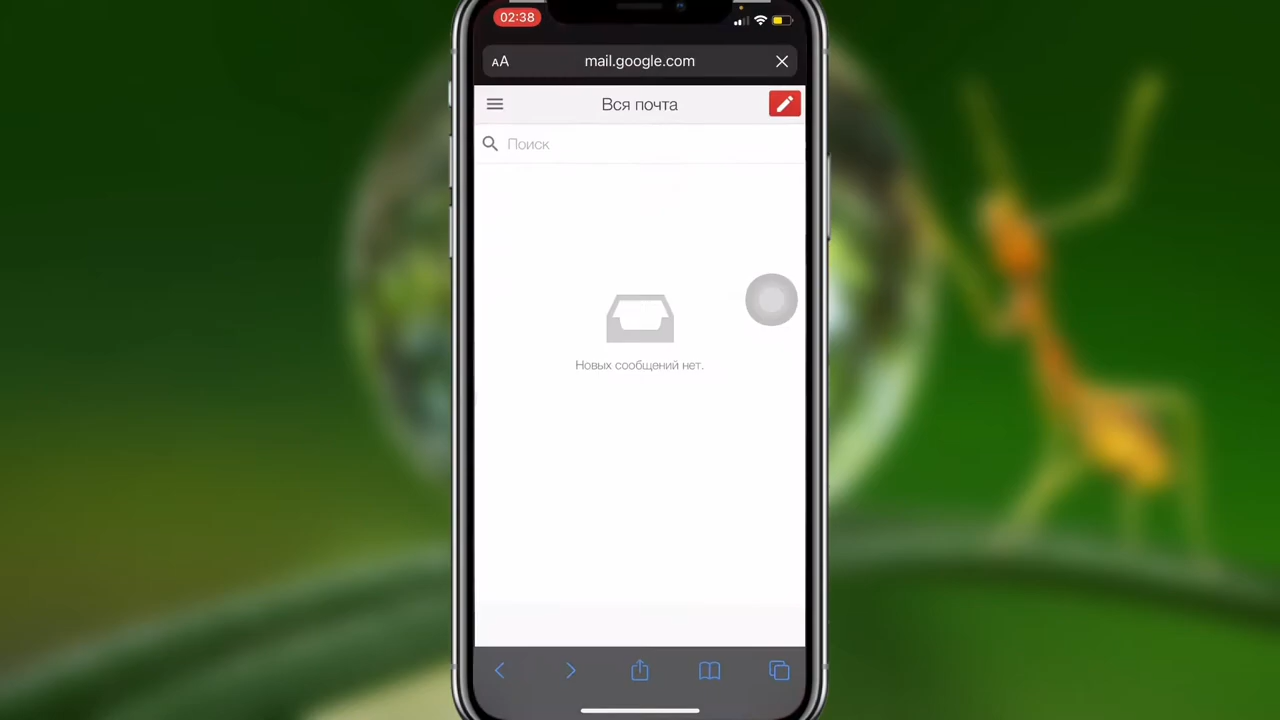 02:38
AA mail.google.com
Вся почта
Поиск
Новых сообщений нет.